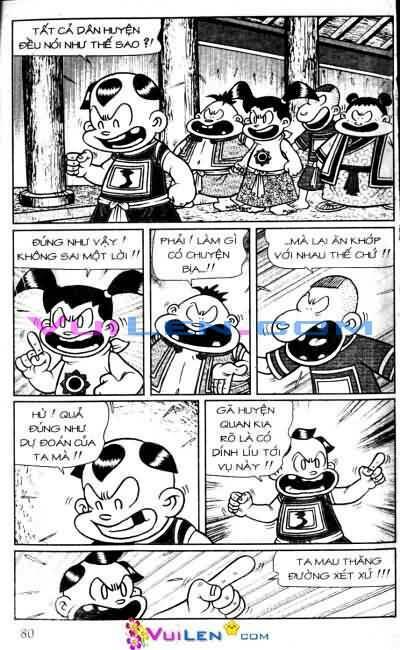 TẤT CẢ DÂN HUYỆN
ĐỀU NÓI NHƯ THẾ SAO ?!
ĐÚNG NHƯ VẬY !
KHÔNG SAI MỘT LỜI !!
PHẢI ! LÀM GÌ
CÓ CHUYỆN
BỊA..!!
..MÀ LẠI ĂN KHỚP
VỚI NHAU THẾ CHỨ !!
VUILEN.COM
HỪ ! QUẢ
ĐÚNG NHƯ
DỰ ĐOÁN CỦA
TA MÀ !!
GÃ HUYỆN
QUAN KIA
RÕ LÀ CÓ
DÍNH LÍU TỚI
VỤ NÀY !!
TA MAU THĂNG
ĐƯỜNG XÉT XỬ !!!
80
VUILEN.COM